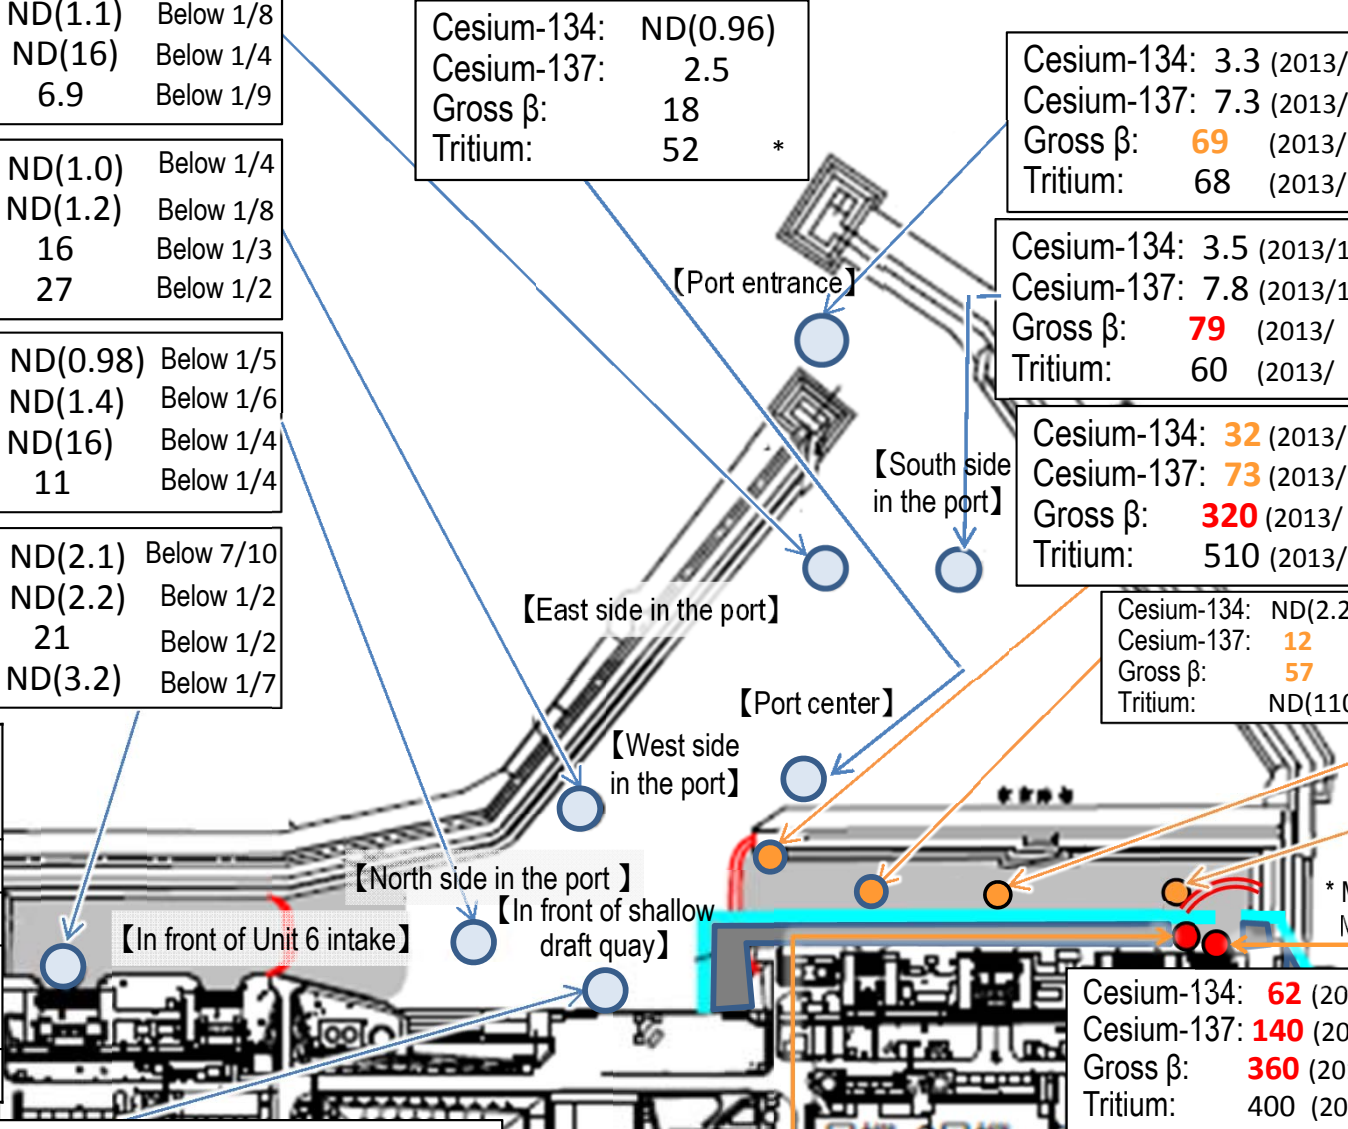 ND(1.1) Below 1/8
ND(16) Below 1/4
6.9 Below 1/9
ND(1.0) Below 1/4
ND(1.2) Below 1/8
16 Below 1/3
27 Below 1/2
ND(0.98) Below 1/5
ND(1.4) Below 1/6
ND(16) Below 1/4
11 Below 1/4
ND(2.1) Below 7/10
ND(2.2) Below 1/2
21 Below 1/2
ND(3.2) Below 1/7
Cesium-134: ND(0.96)
Cesium-137: 2.5
Gross β: 18
Tritium: 52 *
Cesium-134: 3.3 (2013/
Cesium-137: 7.3 (2013/
Gross β: 69 (2013/
Tritium: 68 (2013/
Cesium-134: 3.5 (2013/1
Cesium-137: 7.8 (2013/1
Gross β: 79 (2013/
Tritium: 60 (2013/
Cesium-134: 32 (2013/
Cesium-137: 73 (2013/
Gross β: 320 (2013/
Tritium: 510 (2013/
Cesium-134: ND(2.2
Cesium-137: 12
Gross β: 57
Tritium: ND(110
【Port entrance】
【South side
in the port】
【East side in the port】
【Port center】
【West side
in the port】
【North side in the port 】
【In front of shallow
draft quay】
【In front of Unit 6 intake】
* M
M
Cesium-134: 62 (20
Cesium-137: 140 (20
Gross β: 360 (20
Tritium: 400 (20